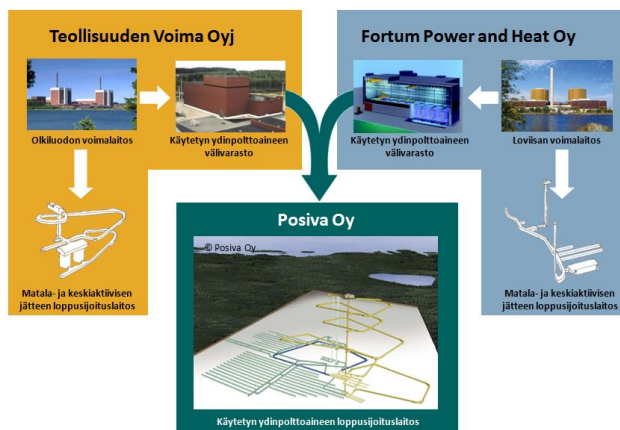 Teollisuuden Voima Oyj
Olkiluodon voimalaitos
Käytetyn ydinpolttoaineen
välivarasto
Matala- ja keskiaktiivisen
jätteen loppusijoituslaitos
Fortum Power and Heat Oy
Käytetyn ydinpolttoaineen
välivarasto
Loviisan voimalaitos
Matala- ja keskiaktiivisen
jätteen loppusijoituslaitos
Posiva Oy
© Posiva Oy
Käytetyn ydinpolttoaineen loppusijoituslaitos